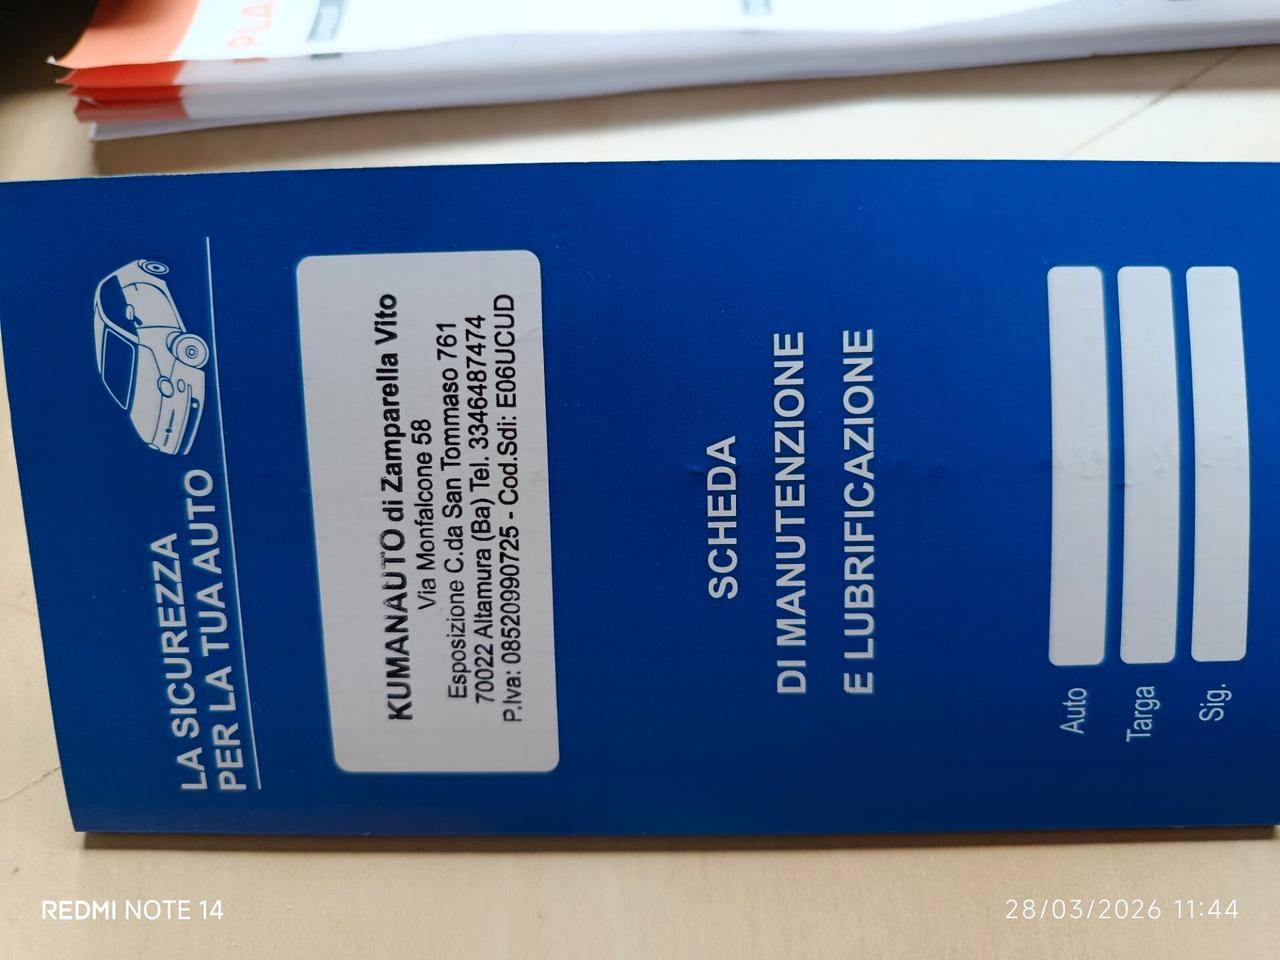 PLA
LA SICUREZZA
PER LA TUA AUTO
KUMANAUTO di Zamparella Vito
Via Monfalcone 58
Esposizione C.da San Tommaso 761
70022 Altamura (Ba) Tel. 3346487474
P.Iva: 08520990725 - Cod.Sdi: E06UCUD
SCHEDA
DI MANUTENZIONE
E LUBRIFICAZIONE
Auto
Targa
Sig.
REDMI NOTE 14
28/03/2026 11:44